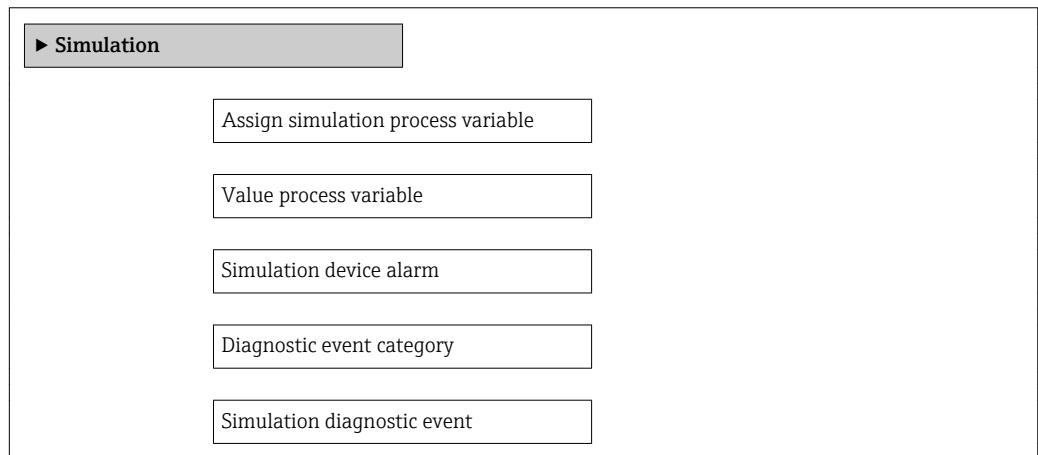 ▶ Simulation
Assign simulation process variable
Value process variable
Simulation device alarm
Diagnostic event category
Simulation diagnostic event